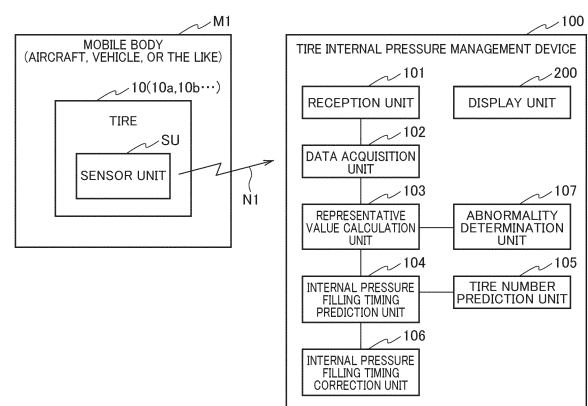 M1
MOBILE BODY
(AIRCRAFT, VEHICLE, OR THE LIKE)
10(10a,10b⋯)
TIRE
SU
SENSOR UNIT
N1
100
TIRE INTERNAL PRESSURE MANAGEMENT DEVICE
101
RECEPTION UNIT
200
DISPLAY UNIT
102
DATA ACQUISITION
UNIT
103
REPRESENTATIVE
VALUE CALCULATION
UNIT
107
ABNORMALITY
DETERMINATION
UNIT
104
INTERNAL PRESSURE
FILLING TIMING
PREDICTION UNIT
105
TIRE NUMBER
PREDICTION UNIT
106
INTERNAL PRESSURE
FILLING TIMING
CORRECTION UNIT